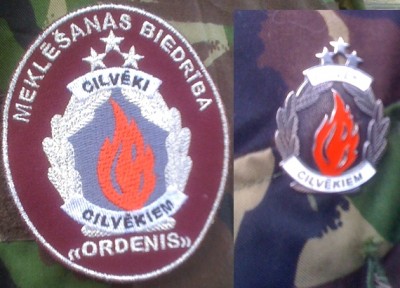 MEKLĒŠANAS BIEDRĪBA
CILVĒKI
CILVĒKIEM
«ORDENIS»
CILVĒKIEM